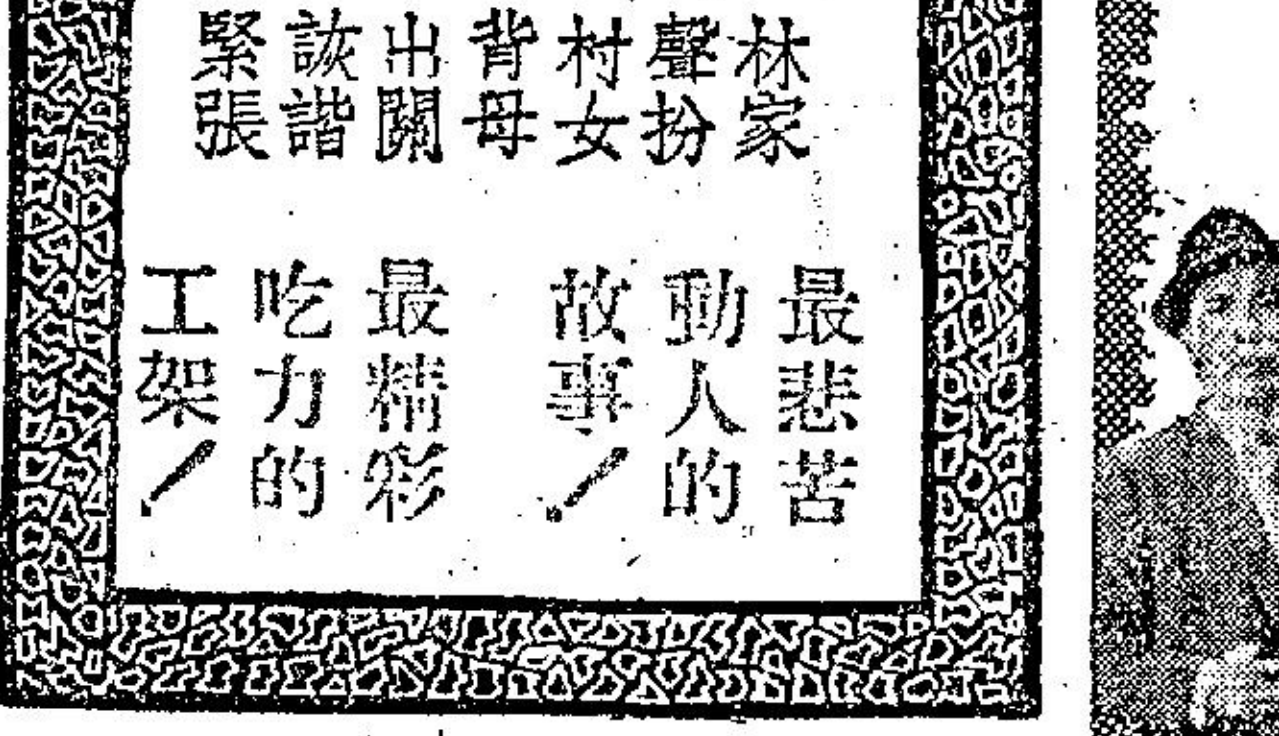 林家
聲扮
村女
背母
出關
詼諧
緊張
最悲苦
動人的
故事！
最精彩
吃力的
工架！